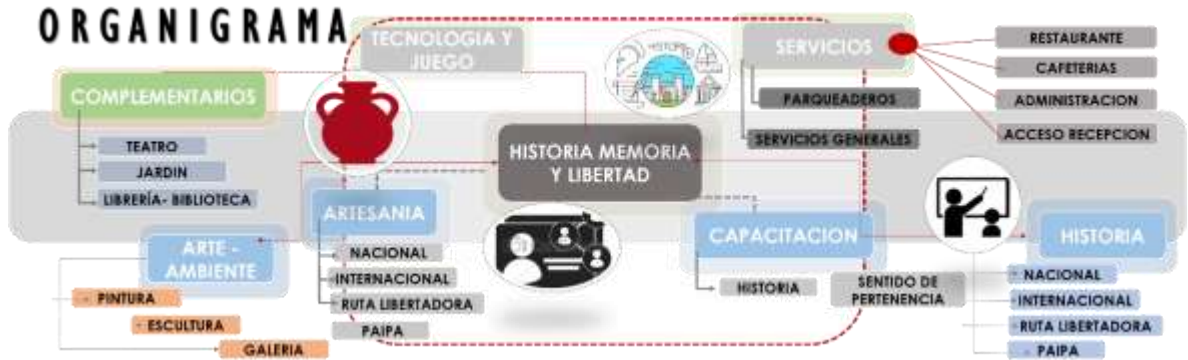 ORGANIGRAMA
TECNOLOGIA Y
JUEGO
SERVICIOS
RESTAURANTE
CAFETERIAS
ADMINISTRACION
ACCESO RECEPCION
PARQUEADEROS
SERVICIOS GENERALES
COMPLEMENTARIOS
TEATRO
JARDIN
LIBRERÍA- BIBLIOTECA
HISTORIA MEMORIA
Y LIBERTAD
ARTE -
AMBIENTE
PINTURA
ESCULTURA
GALERIA
ARTESANIA
NACIONAL
INTERNACIONAL
RUTA LIBERTADORA
PAIPA
CAPACITACION
HISTORIA
SENTIDO DE
PERTENENCIA
HISTORIA
NACIONAL
INTERNACIONAL
RUTA LIBERTADORA
PAIPA